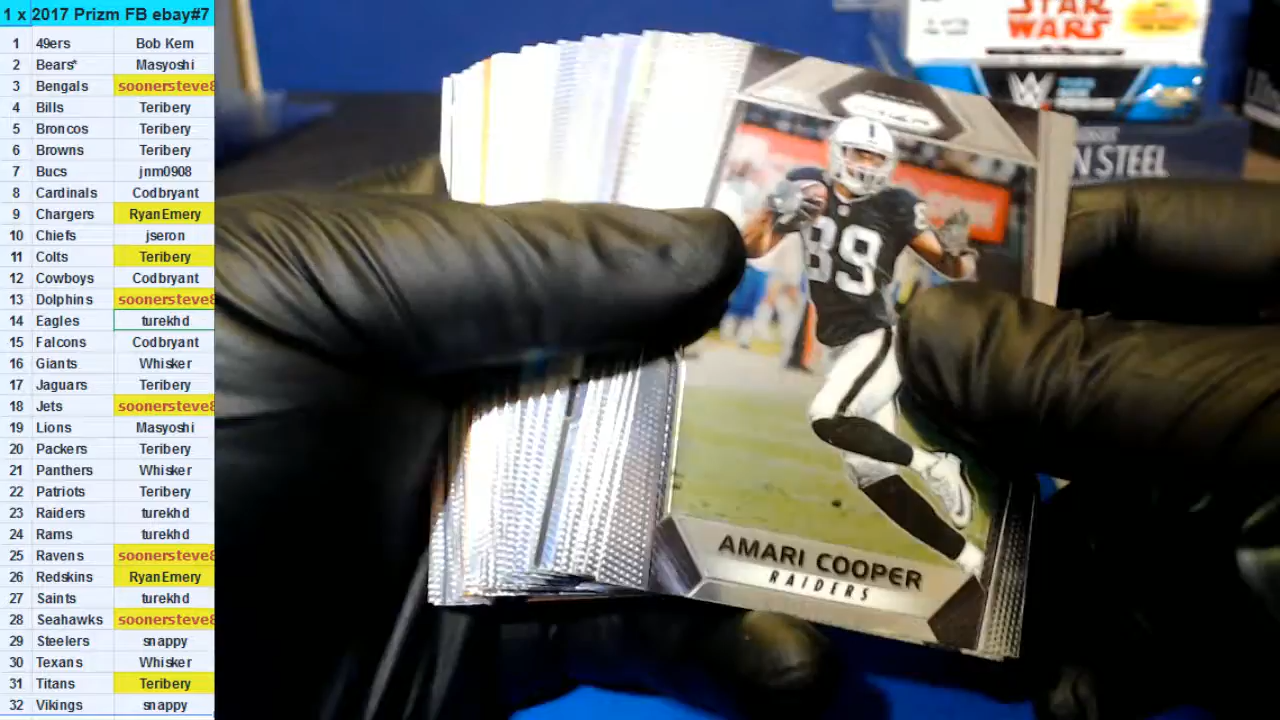 1 x 2017 Prizm FB ebay#7
1 49ers Bob Kem
2 Bears* Masyoshi
3 Bengals soonersteve8
4 Bills Teribery
5 Broncos Teribery
6 Browns Teribery
7 Bucs jnm0908
8 Cardinals Codbryant
9 Chargers RyanEmery
10 Chiefs jseron
11 Colts Teribery
12 Cowboys Codbryant
13 Dolphins soonersteve8
14 Eagles turekhd
15 Falcons Codbryant
16 Giants Whisker
17 Jaguars Teribery
18 Jets soonersteve8
19 Lions Masyoshi
20 Packers Teribery
21 Panthers Whisker
22 Patriots Teribery
23 Raiders turekhd
24 Rams turekhd
25 Ravens soonersteve8
26 Redskins RyanEmery
27 Saints turekhd
28 Seahawks soonersteve8
29 Steelers snappy
30 Texans Whisker
31 Titans Teribery
32 Vikings snappy
STAR
WARS
W
N STEEL
89
AMARI COOPER
RAIDERS